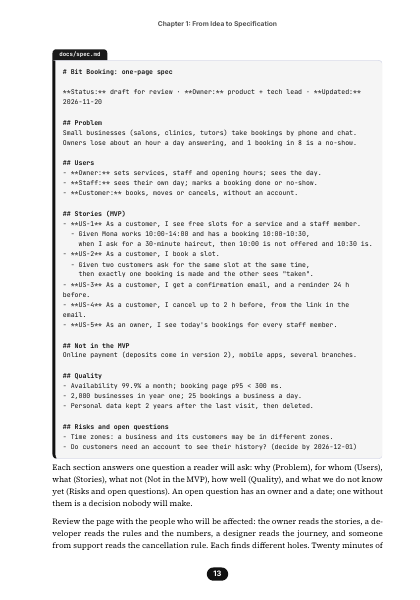 Chapter 1: From Idea to Specification
docs/spec.md
# Bit Booking: one-page spec
**Status:** draft for review · **Owner:** product + tech lead · **Updated:**
2026-11-20
## Problem
Small businesses (salons, clinics, tutors) take bookings by phone and chat.
Owners lose about an hour a day answering, and 1 booking in 8 is a no-show.
## Users
- **Owner:** sets services, staff and opening hours; sees the day.
- **Staff:** sees their own day; marks a booking done or no-show.
- **Customer:** books, moves or cancels, without an account.
## Stories (MVP)
- **US-1** As a customer, I see free slots for a service and a staff member.
- Given Mona works 10:00-14:00 and has a booking 10:00-10:30,
when I ask for a 30-minute haircut, then 10:00 is not offered and 10:30 is.
- **US-2** As a customer, I book a slot.
- Given two customers ask for the same slot at the same time,
then exactly one booking is made and the other sees "taken".
- **US-3** As a customer, I get a confirmation email, and a reminder 24 h
before.
- **US-4** As a customer, I cancel up to 2 h before, from the link in the
email.
- **US-5** As an owner, I see today's bookings for every staff member.
## Not in the MVP
Online payment (deposits come in version 2), mobile apps, several branches.
## Quality
- Availability 99.9% a month; booking page p95 < 300 ms.
- 2,000 businesses in year one; 25 bookings a business a day.
- Personal data kept 2 years after the last visit, then deleted.
## Risks and open questions
- Time zones: a business and its customers may be in different zones.
- Do customers need an account to see their history? (decide by 2026-12-01)
Each section answers one question a reader will ask: why (Problem), for whom (Users),
what (Stories), what not (Not in the MVP), how well (Quality), and what we do not know
yet (Risks and open questions). An open question has an owner and a date; one without
them is a decision nobody will make.
Review the page with the people who will be affected: the owner reads the stories, a de-
veloper reads the rules and the numbers, a designer reads the journey, and someone
from support reads the cancellation rule. Each finds different holes. Twenty minutes of
13